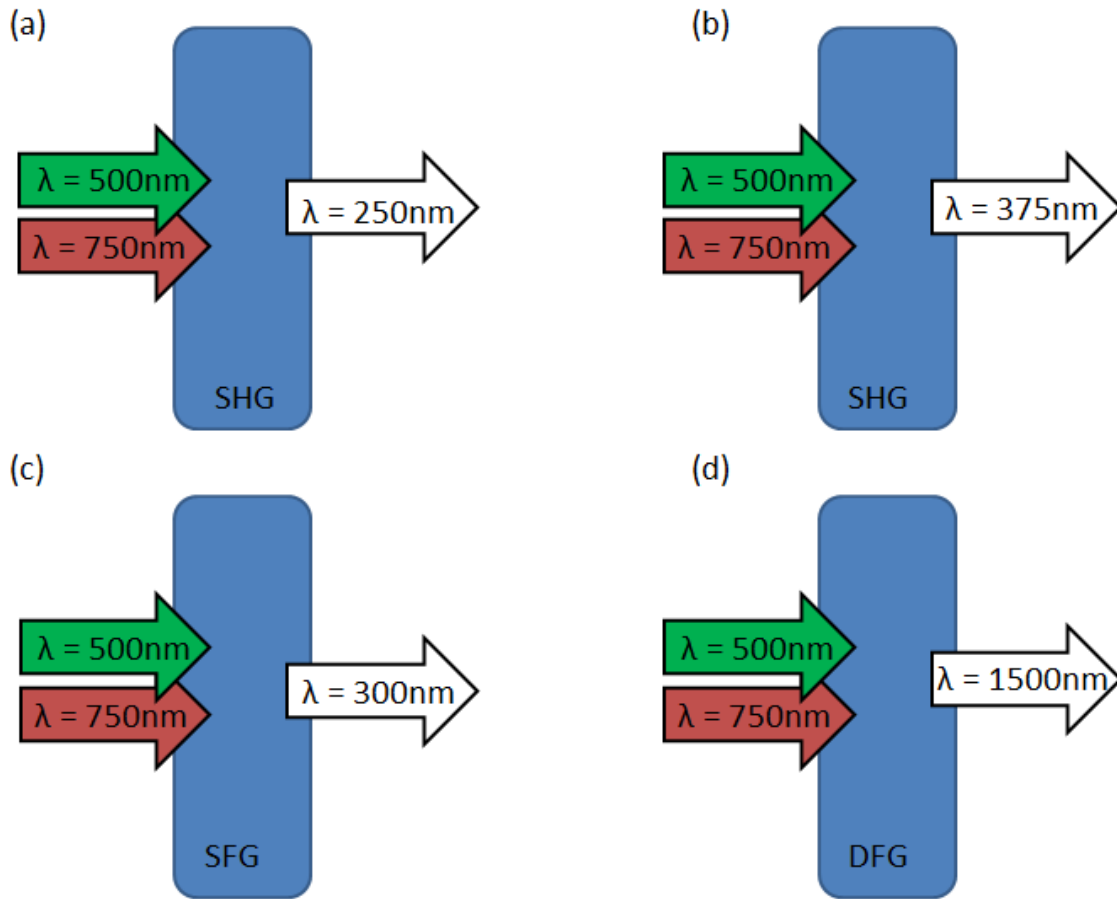 (a)
λ = 500nm
λ = 750nm
λ = 250nm
SHG
(b)
λ = 500nm
λ = 750nm
λ = 375nm
SHG
(c)
λ = 500nm
λ = 750nm
λ = 300nm
SFG
(d)
λ = 500nm
λ = 750nm
λ = 1500nm
DFG